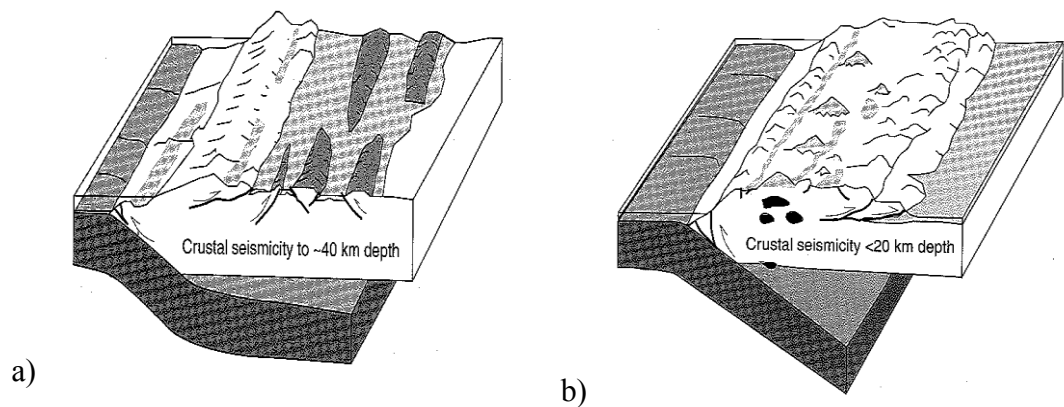 Crustal seismicity to ~40 km depth
Crustal seismicity <20 km depth
a)
b)